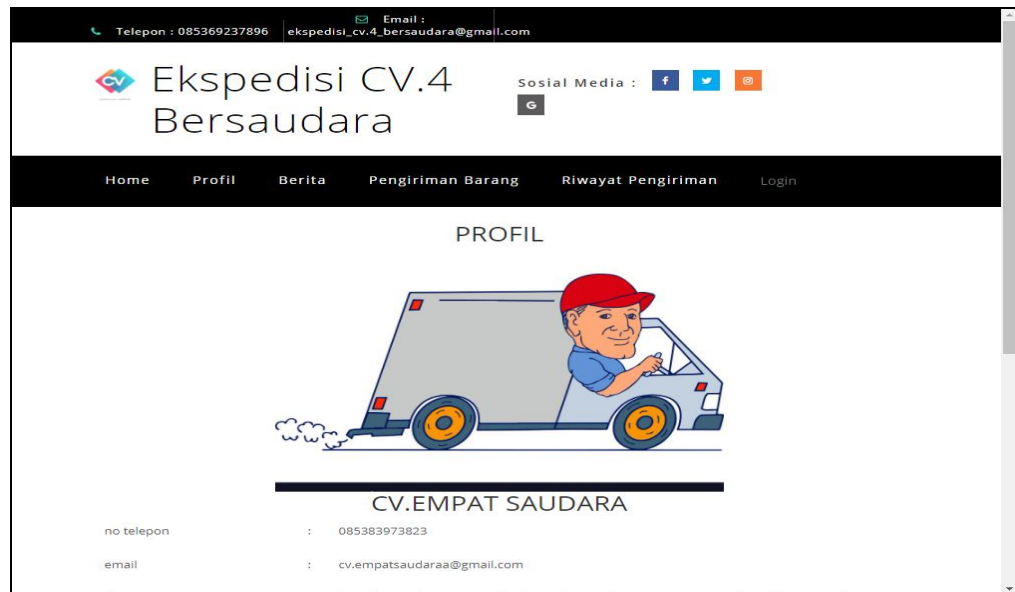 Telepon : 085369237896
Email :
ekspedisi_cv.4_bersaudara@gmail.com
CV
Ekspedisi CV.4
Bersaudara
Sosial Media :
Home Profil Berita Pengiriman Barang Riwayat Pengiriman Login
PROFIL
CV.EMPAT SAUDARA
no telepon : 085383973823
email : cv.empatsaudaraa@gmail.com